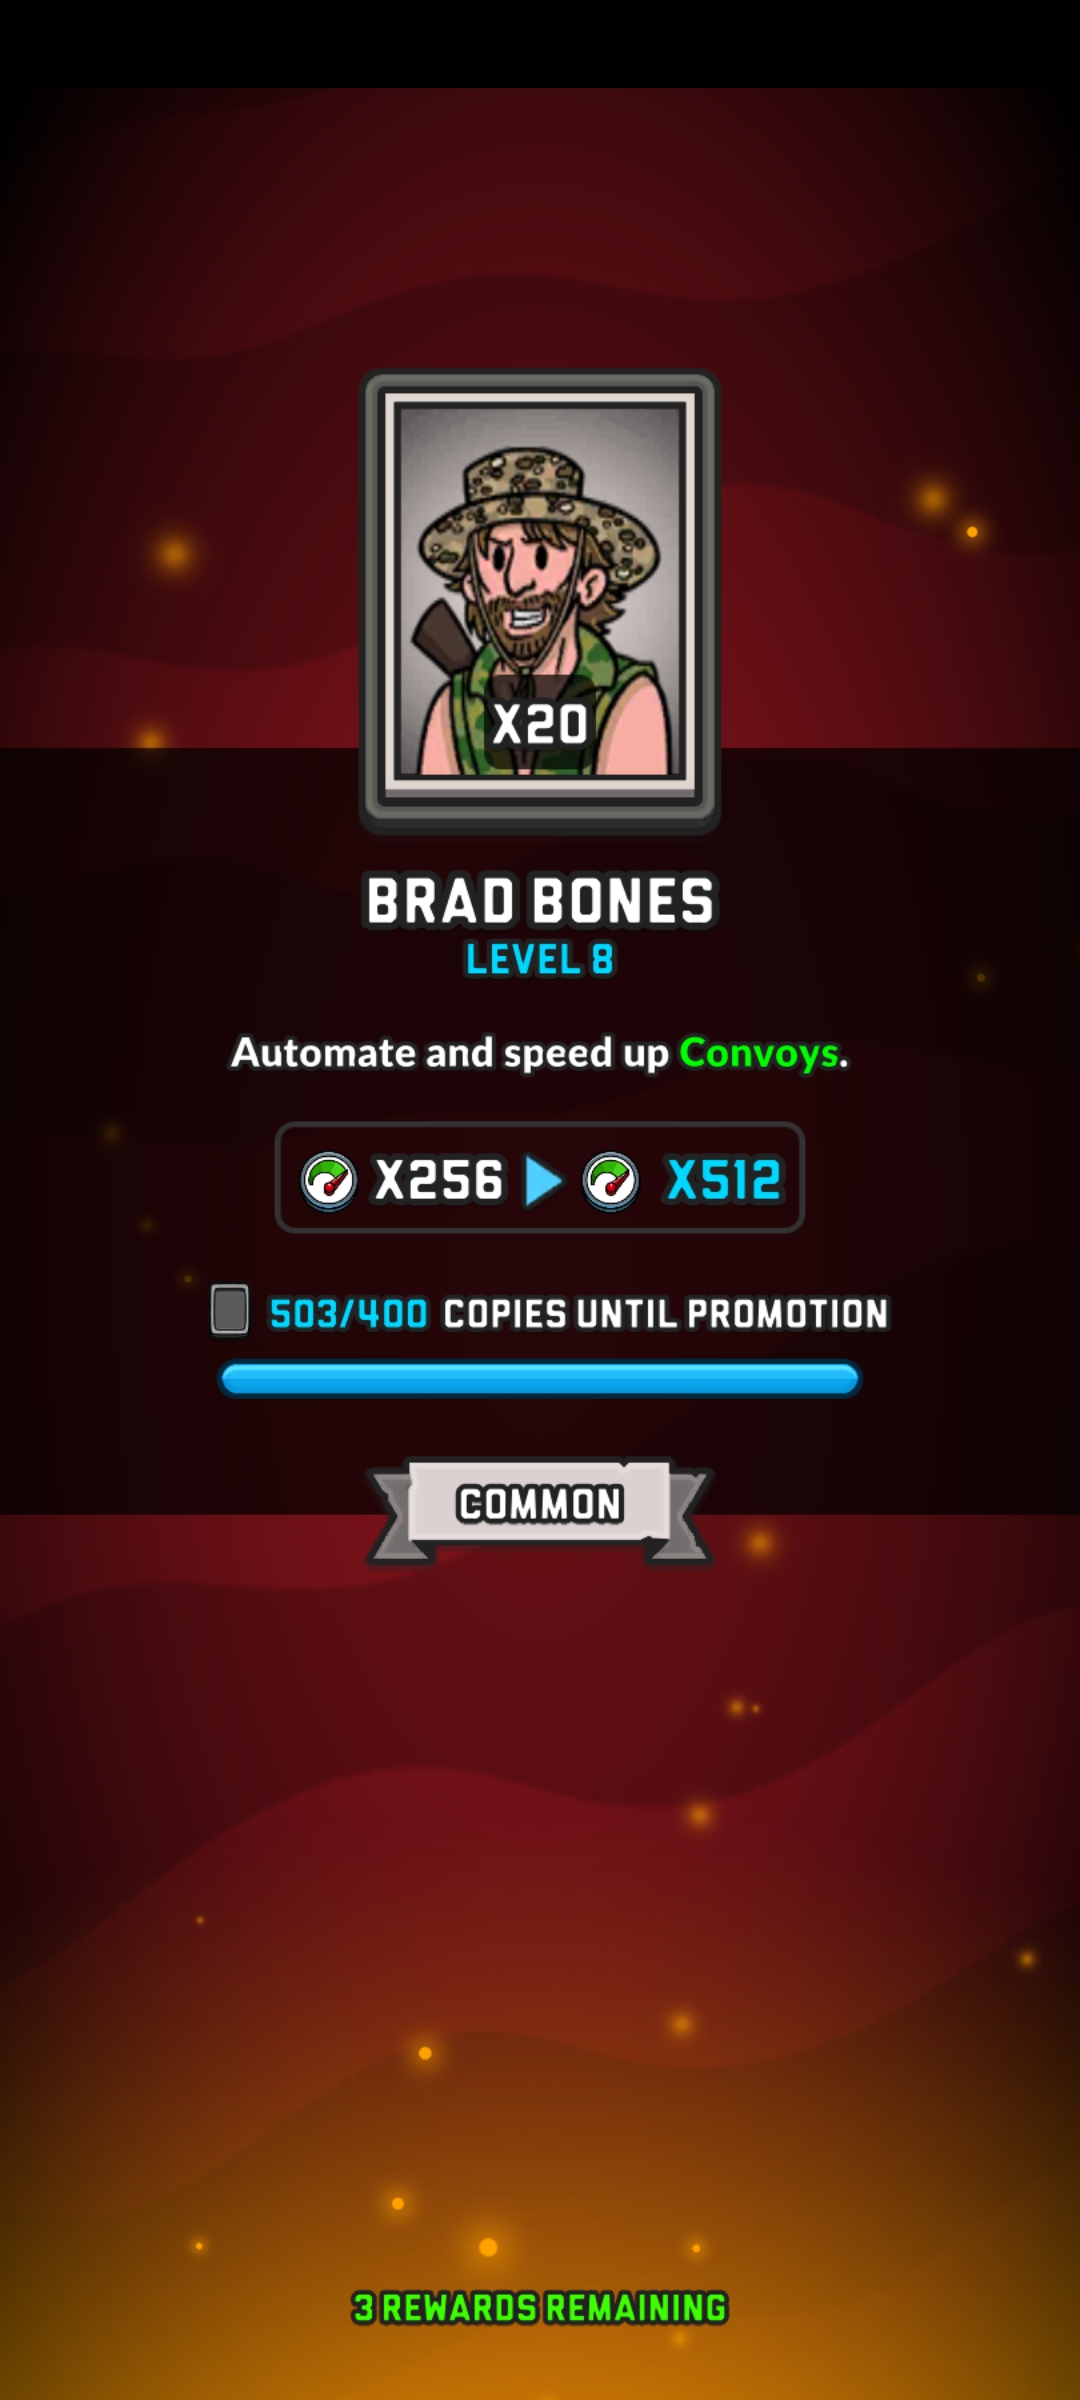 X20
BRAD BONES
LEVEL 8
Automate and speed up Convoys.
X256 X512
503/400 COPIES UNTIL PROMOTION
COMMON
3 REWARDS REMAINING